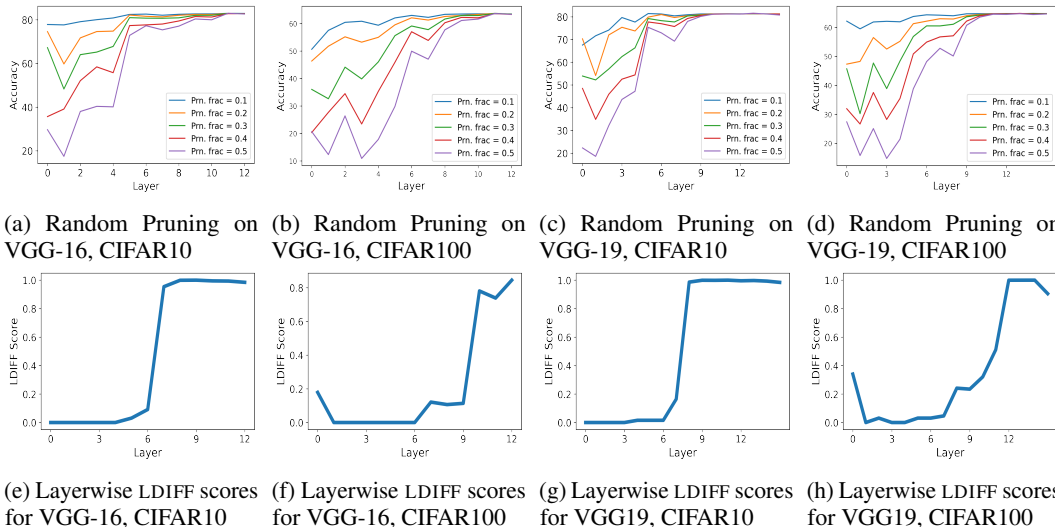 80
60
40
20
Accuracy
0 2 4 6 8 10 12
Layer
Prn. frac = 0.1
Prn. frac = 0.2
Prn. frac = 0.3
Prn. frac = 0.4
Prn. frac = 0.5
60
50
40
30
20
10
Accuracy
0 2 4 6 8 10 12
Layer
Prn. frac = 0.1
Prn. frac = 0.2
Prn. frac = 0.3
Prn. frac = 0.4
Prn. frac = 0.5
80
70
60
50
40
30
20
Accuracy
0 3 6 9 12
Layer
Prn. frac = 0.1
Prn. frac = 0.2
Prn. frac = 0.3
Prn. frac = 0.4
Prn. frac = 0.5
60
50
40
30
20
Accuracy
0 3 6 9 12
Layer
Prn. frac = 0.1
Prn. frac = 0.2
Prn. frac = 0.3
Prn. frac = 0.4
Prn. frac = 0.5
(a) Random Pruning on
VGG-16, CIFAR10
(b) Random Pruning on
VGG-16, CIFAR100
(c) Random Pruning on
VGG-19, CIFAR10
(d) Random Pruning on
VGG-19, CIFAR100
1.0
0.8
0.6
0.4
0.2
0.0
LDIFF Score
0 3 6 9 12
Layer
0.8
0.6
0.4
0.2
0.0
LDIFF Score
0 3 6 9 12
Layer
1.0
0.8
0.6
0.4
0.2
0.0
LDIFF Score
0 3 6 9 12
Layer
1.0
0.8
0.6
0.4
0.2
0.0
LDIFF Score
0 3 6 9 12
Layer
(e) Layerwise LDIFF scores
for VGG-16, CIFAR10
(f) Layerwise LDIFF scores
for VGG-16, CIFAR100
(g) Layerwise LDIFF scores
for VGG19, CIFAR10
(h) Layerwise LDIFF scores
for VGG19, CIFAR100